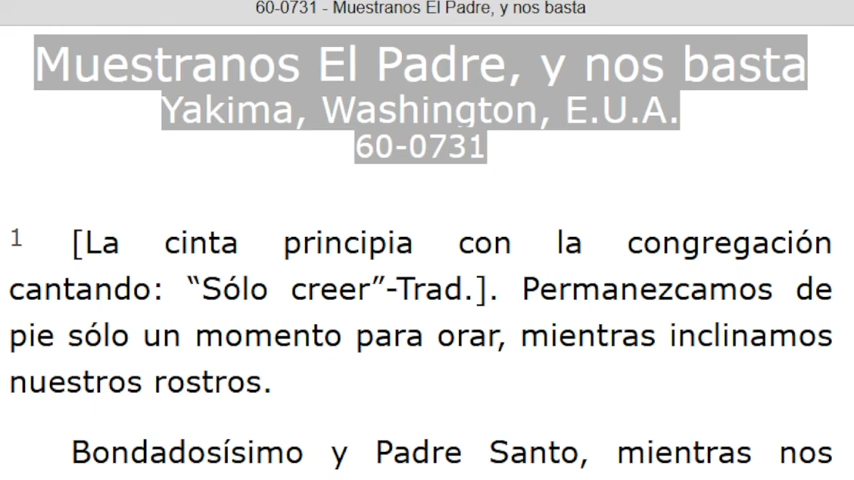 60-0731 - Muestranos El Padre, y nos basta
Muestranos El Padre, y nos basta
Yakima, Washington, E.U.A.
60-0731
1 [La cinta principia con la congregación
cantando: “Sólo creer”-Trad.]. Permanezcamos de
pie sólo un momento para orar, mientras inclinamos
nuestros rostros.
Bondadosísimo y Padre Santo, mientras nos